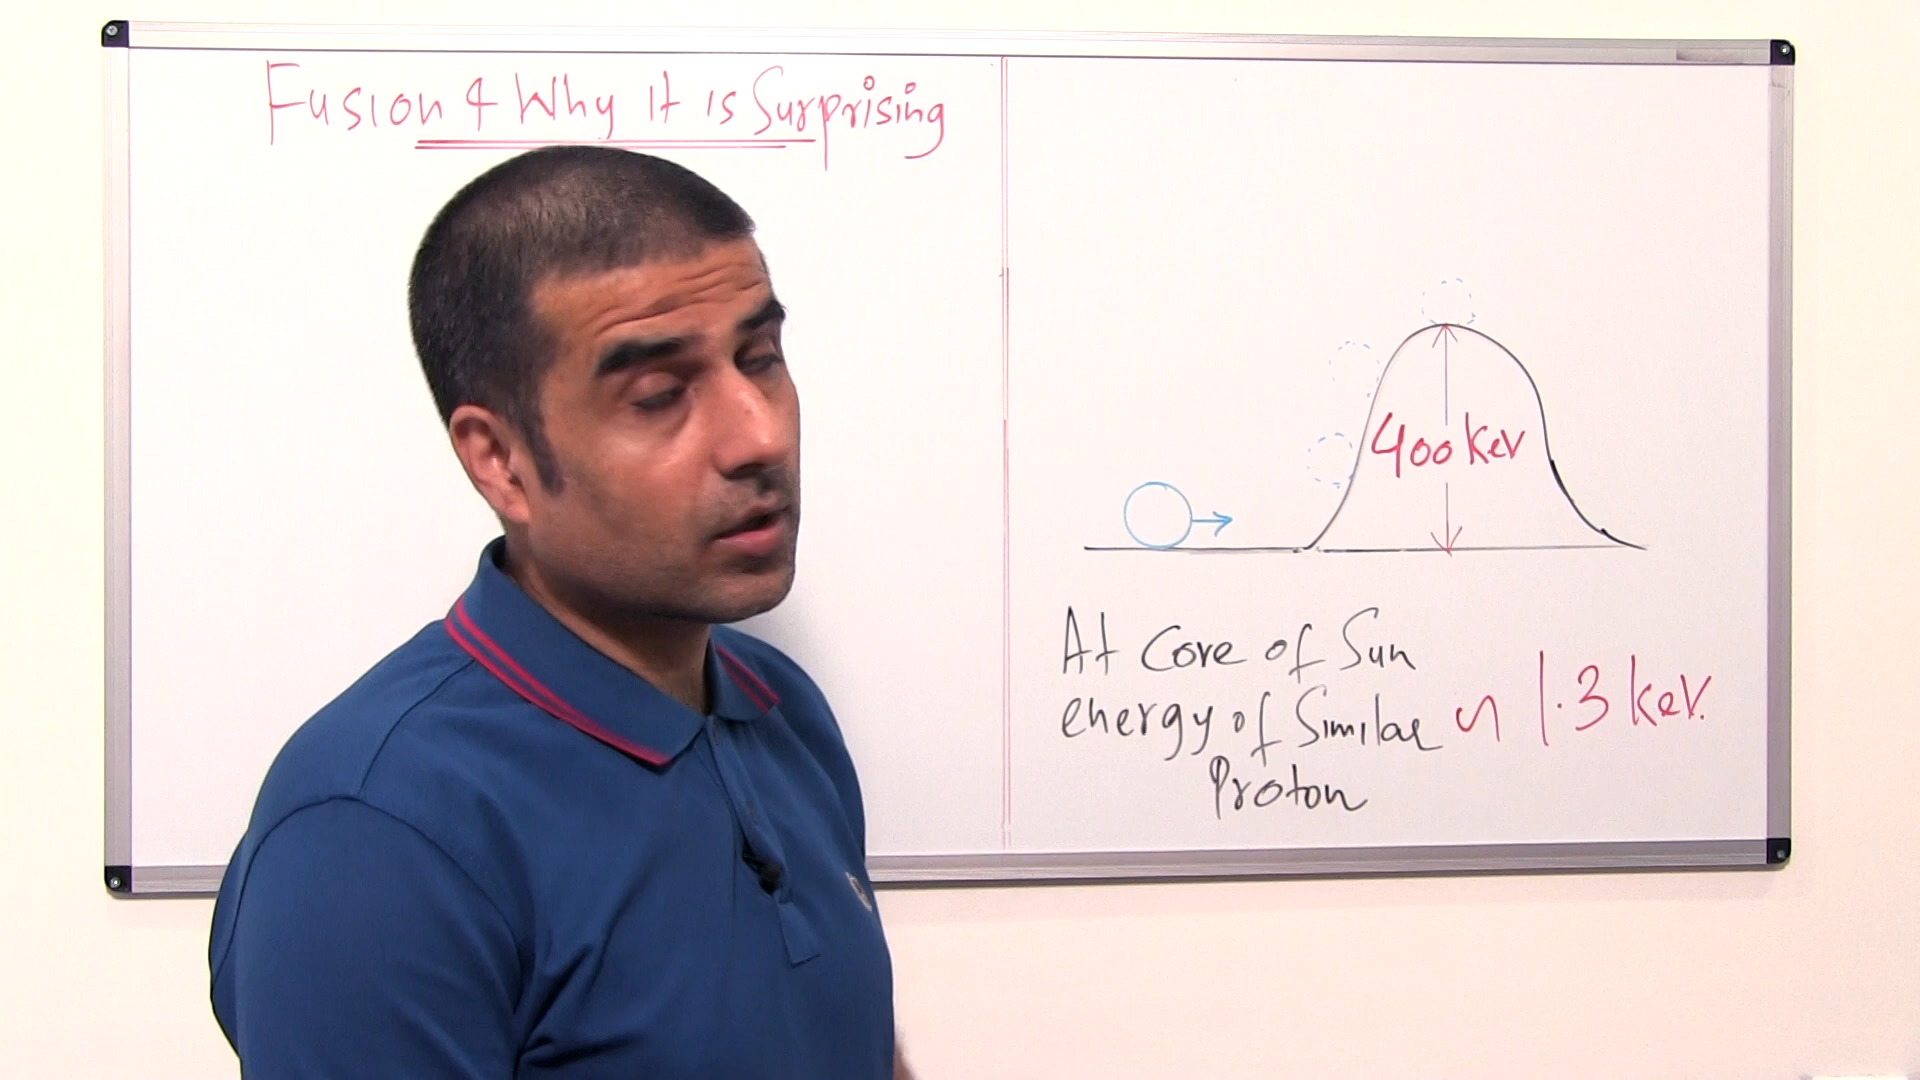 Fusion & Why it is Surprising
400 kev
At Core of Sun
energy of Similar ~ 1.3 kev.
Proton